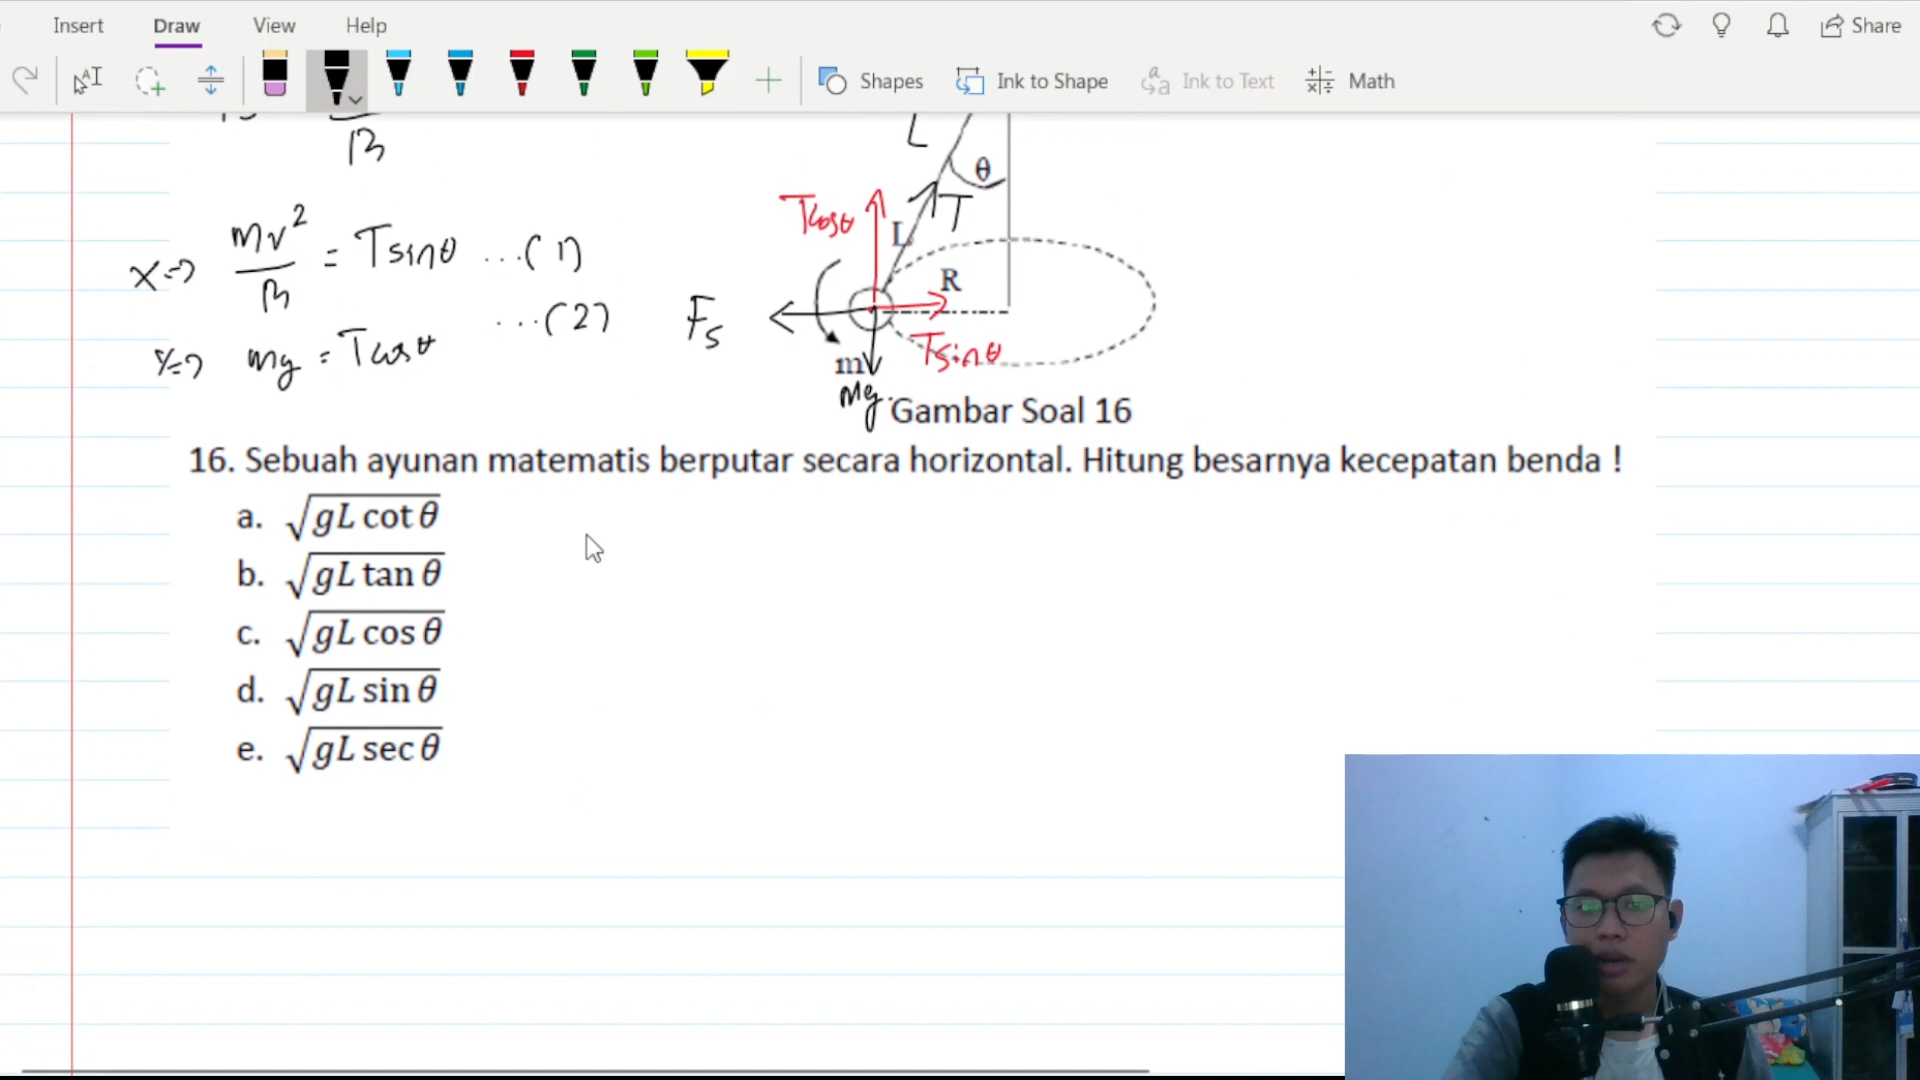 Insert Draw View Help Share
Shapes Ink to Shape Ink to Text Math
R
L
θ
Tcosθ
T
L
R
X=> mv²/R = Tsinθ ...(1)
...(2)
Fs
Y=> mg = Tcosθ
Tsinθ
m
Mg
Gambar Soal 16
16. Sebuah ayunan matematis berputar secara horizontal. Hitung besarnya kecepatan benda !
a. √gL cot θ
b. √gL tan θ
c. √gL cos θ
d. √gL sin θ
e. √gL sec θ